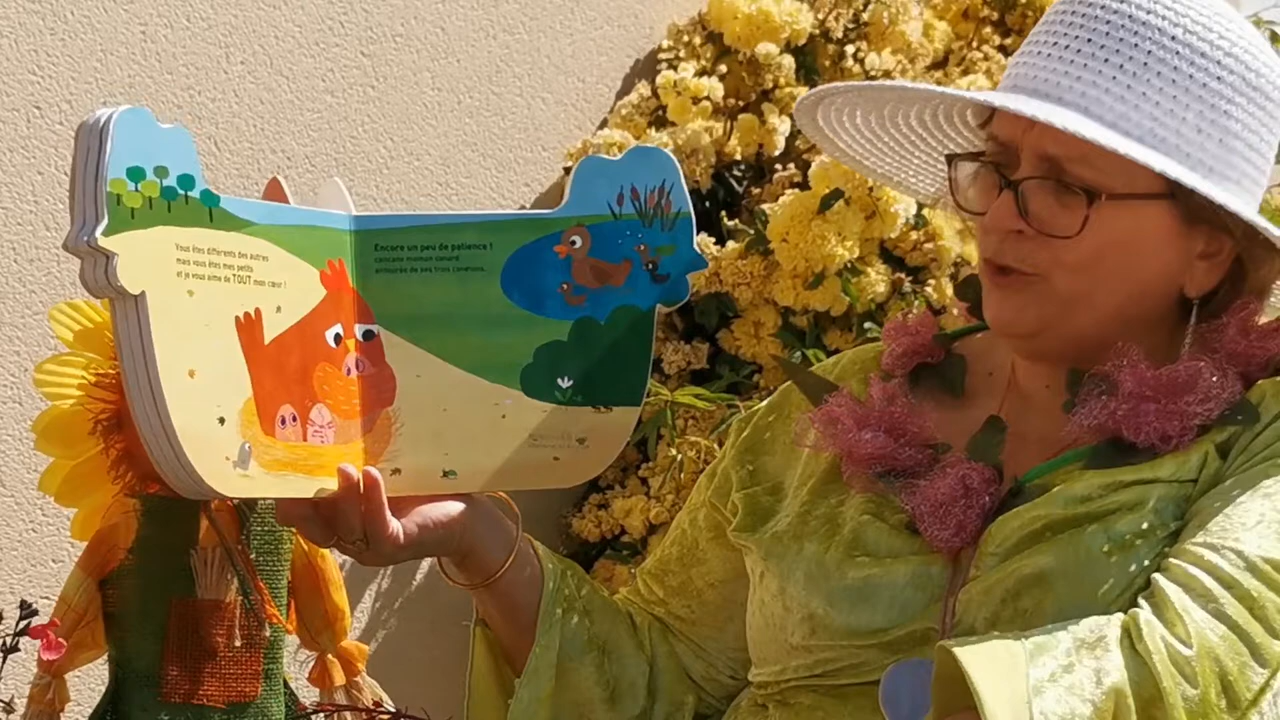 Vous êtes différents des autres
mais vous êtes mes petits
et je vous aime de TOUT mon cœur !
Encore un peu de patience !
cancane maman canard
entourée de ses trois canetons.